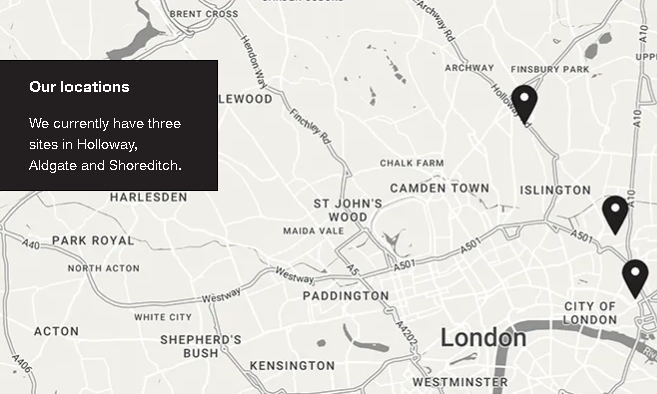 BRENT CROSS
Archway Rd
A10
Hendon Way
ARCHWAY
FINSBURY PARK
Our locations
We currently have three
sites in Holloway,
Aldgate and Shoreditch.
LEWOOD
Finchley Rd
A10
CHALK FARM
CAMDEN TOWN
ISLINGTON
HARLESDEN
ST JOHN'S
WOOD
A10
MAIDA VALE
A40
PARK ROYAL
A501
A501
NORTH ACTON
A5
A501
Westway
Westway
PADDINGTON
CITY OF
LONDON
WHITE CITY
ACTON
SHEPHERD'S
BUSH
A4202
London
A406
KENSINGTON
WESTMINSTER